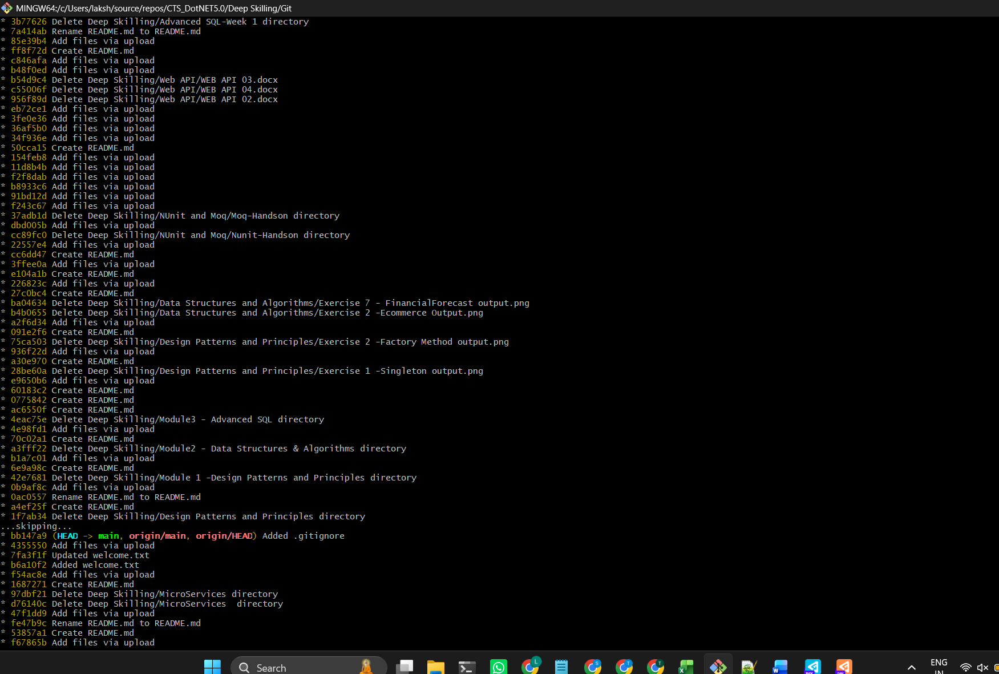 MINGW64:/c/Users/laksh/source/repos/CTS_DotNET5.0/Deep Skilling/Git
* 3b77626 Delete Deep Skilling/Advanced SQL-Week 1 directory
* 7a414ab Rename README.md to README.md
* 85e39b4 Add files via upload
* ff8f72d Create README.md
* c846afa Add files via upload
* b48f0ed Add files via upload
* b54d9c4 Delete Deep Skilling/Web API/WEB API 03.docx
* c55006f Delete Deep Skilling/Web API/WEB API 04.docx
* 956f89d Delete Deep Skilling/Web API/WEB API 02.docx
* eb72ce1 Add files via upload
* 3fe0e36 Add files via upload
* 36af5b0 Add files via upload
* 34f936e Add files via upload
* 50cca15 Create README.md
* 154feb8 Add files via upload
* 11d8b4b Add files via upload
* f2f8dab Add files via upload
* b8933c6 Add files via upload
* 91bd12d Add files via upload
* f243c67 Add files via upload
* 37adb1d Delete Deep Skilling/NUnit and Moq/Moq-Handson directory
* dbd005b Add files via upload
* cc89fc0 Delete Deep Skilling/NUnit and Moq/Nunit-Handson directory
* 22557e4 Add files via upload
* cc6dd47 Create README.md
* 3ffee0a Add files via upload
* e104a1b Create README.md
* 226823c Add files via upload
* 27c0bc4 Create README.md
* ba04634 Delete Deep Skilling/Data Structures and Algorithms/Exercise 7 - FinancialForecast output.png
* b4b0655 Delete Deep Skilling/Data Structures and Algorithms/Exercise 2 -Ecommerce Output.png
* a2f6d34 Add files via upload
* 091e2f6 Create README.md
* 75ca503 Delete Deep Skilling/Design Patterns and Principles/Exercise 2 -Factory Method output.png
* 936f22d Add files via upload
* a30e970 Create README.md
* 28be60a Delete Deep Skilling/Design Patterns and Principles/Exercise 1 -Singleton output.png
* e9650b6 Add files via upload
* 60183c2 Create README.md
* 0775842 Create README.md
* ac6550f Create README.md
* 4eac75e Delete Deep Skilling/Module3 - Advanced SQL directory
* 4e98fd1 Add files via upload
* 70c02a1 Create README.md
* a3fff22 Delete Deep Skilling/Module2 - Data Structures & Algorithms directory
* b1a7c01 Add files via upload
* 6e9a98c Create README.md
* 42e7681 Delete Deep Skilling/Module 1 -Design Patterns and Principles directory
* 0b9af8c Add files via upload
* 0ac0557 Rename README.md to README.md
* a4ef25f Create README.md
* 1f7ab34 Delete Deep Skilling/Design Patterns and Principles directory
...skipping...
* bb147a9 (HEAD -> main, origin/main, origin/HEAD) Added .gitignore
* 4355550 Add files via upload
* 7fa3f1f Updated welcome.txt
* b6a10f2 Added welcome.txt
* f54ac8e Add files via upload
* 1687271 Create README.md
* 97dbf21 Delete Deep Skilling/MicroServices directory
* d76140c Delete Deep Skilling/MicroServices  directory
* 47f1dd9 Add files via upload
* fe47b9c Rename README.md to README.md
* 53857a1 Create README.md
* f67865b Add files via upload
Search
ENG
IN